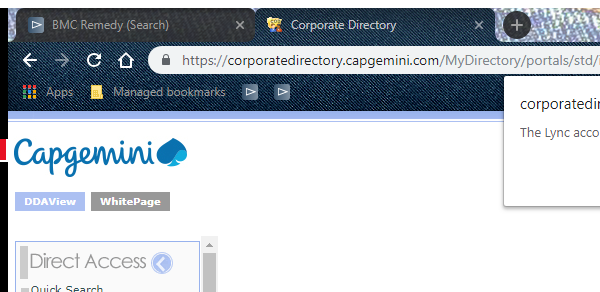 BMC Remedy (Search)
Corporate Directory
https://corporatedirectory.capgemini.com/MyDirectory/portals/std/
Apps
Managed bookmarks
corporatedir
The Lync acco
Capgemini
DDAView
WhitePage
Direct Access
Quick Search